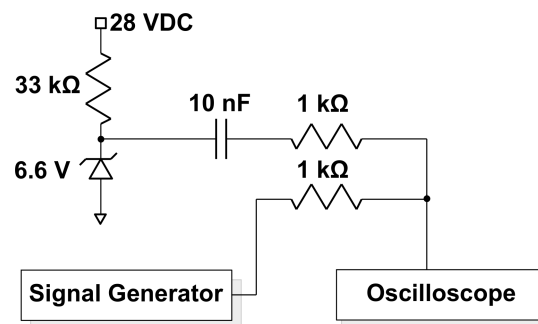 28 VDC
33 kΩ
10 nF
1 kΩ
6.6 V
1 kΩ
Signal Generator
Oscilloscope